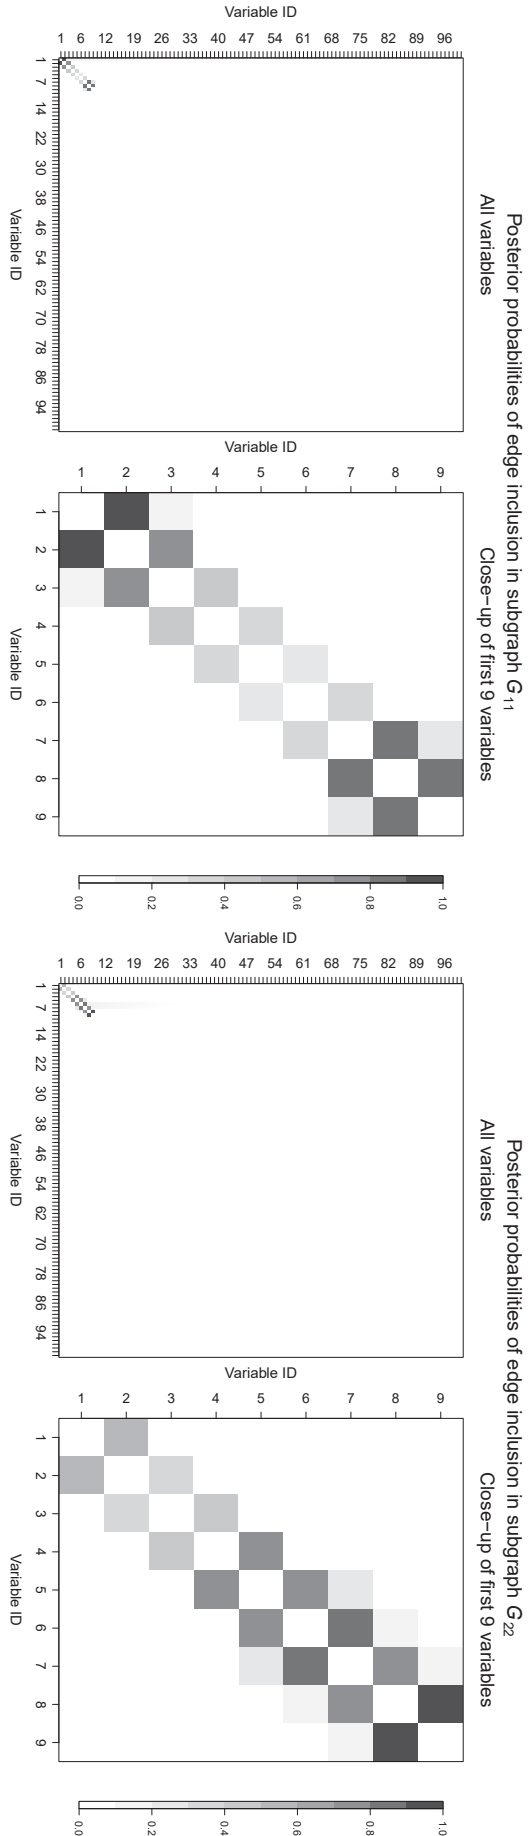 Posterior probabilities of edge inclusion in subgraph G11
All variables
Variable ID
1 6 12 19 26 33 40 47 54 61 68 75 82 89 96
1 7 14 22 30 38 46 54 62 70 78 86 94
Variable ID
Close−up of first 9 variables
Variable ID
1 2 3 4 5 6 7 8 9
1 2 3 4 5 6 7 8 9
Variable ID
0.0 0.2 0.4 0.6 0.8 1.0
Posterior probabilities of edge inclusion in subgraph G22
All variables
Variable ID
1 6 12 19 26 33 40 47 54 61 68 75 82 89 96
1 7 14 22 30 38 46 54 62 70 78 86 94
Variable ID
Close−up of first 9 variables
Variable ID
1 2 3 4 5 6 7 8 9
1 2 3 4 5 6 7 8 9
Variable ID
0.0 0.2 0.4 0.6 0.8 1.0